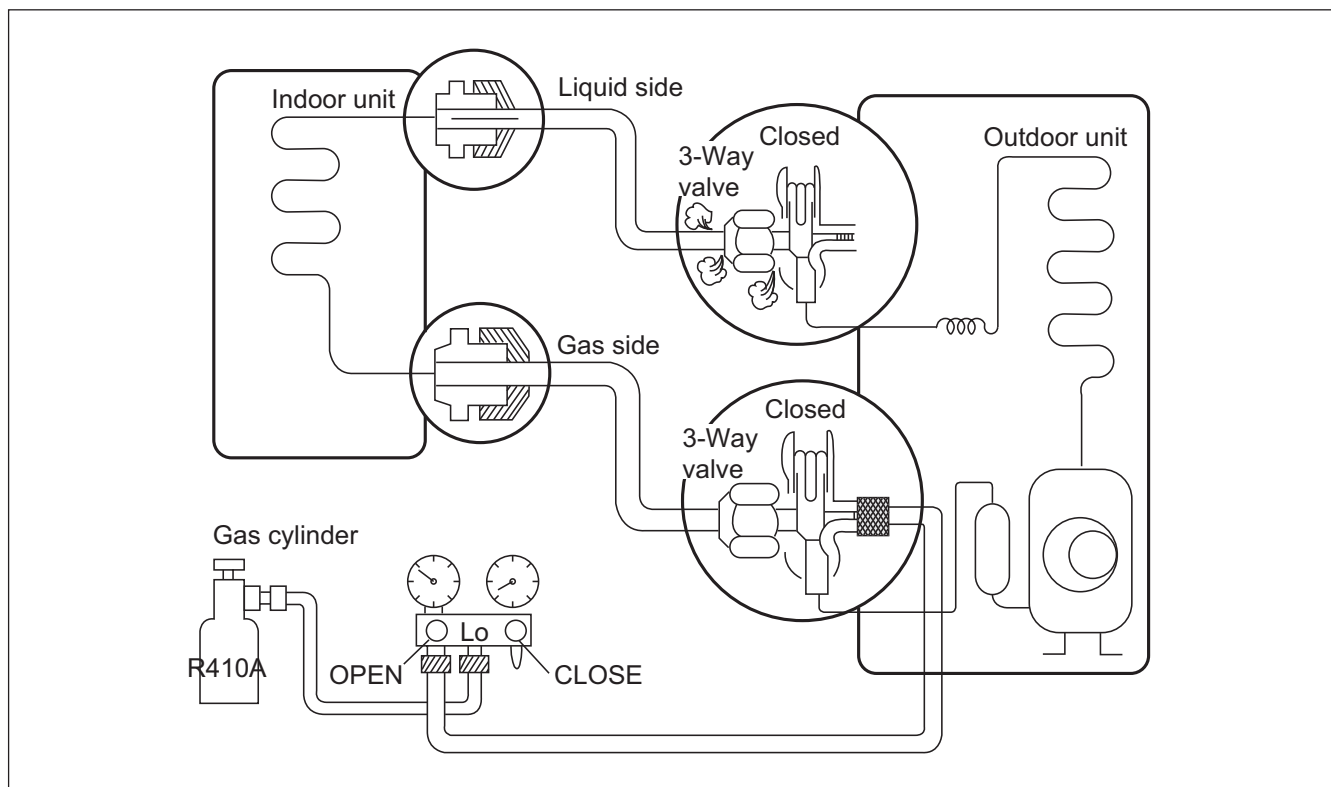 Indoor unit
Liquid side
Closed
3-Way
valve
Outdoor unit
Gas side
Closed
3-Way
valve
Gas cylinder
R410A
Lo
OPEN
CLOSE